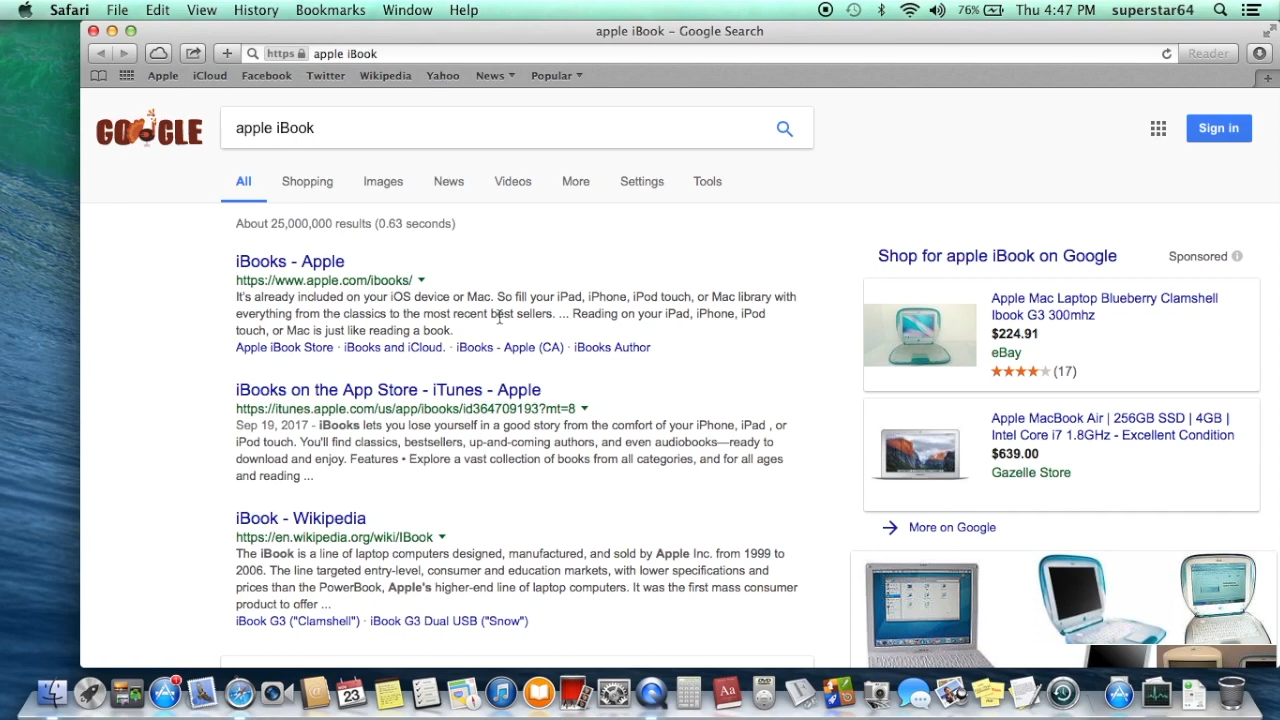 Safari File Edit View History Bookmarks Window Help 76% Thu 4:47 PM superstar64
apple iBook – Google Search
https apple iBook Reader
Apple iCloud Facebook Twitter Wikipedia Yahoo News Popular
GOOGLE
apple iBook
Sign in
All Shopping Images News Videos More Settings Tools
About 25,000,000 results (0.63 seconds)
iBooks - Apple
https://www.apple.com/ibooks/
It's already included on your iOS device or Mac. So fill your iPad, iPhone, iPod touch, or Mac library with
everything from the classics to the most recent best sellers. ... Reading on your iPad, iPhone, iPod
touch, or Mac is just like reading a book.
Apple iBook Store · iBooks and iCloud. · iBooks - Apple (CA) · iBooks Author
iBooks on the App Store - iTunes - Apple
https://itunes.apple.com/us/app/ibooks/id364709193?mt=8
Sep 19, 2017 - iBooks lets you lose yourself in a good story from the comfort of your iPhone, iPad , or
iPod touch. You'll find classics, bestsellers, up-and-coming authors, and even audiobooks—ready to
download and enjoy. Features • Explore a vast collection of books from all categories, and for all ages
and reading ...
iBook - Wikipedia
https://en.wikipedia.org/wiki/IBook
The iBook is a line of laptop computers designed, manufactured, and sold by Apple Inc. from 1999 to
2006. The line targeted entry-level, consumer and education markets, with lower specifications and
prices than the PowerBook, Apple's higher-end line of laptop computers. It was the first mass consumer
product to offer ...
iBook G3 ("Clamshell") · iBook G3 Dual USB ("Snow")
Shop for apple iBook on Google Sponsored
Apple Mac Laptop Blueberry Clamshell
Ibook G3 300mhz
$224.91
eBay
(17)
Apple MacBook Air | 256GB SSD | 4GB |
Intel Core i7 1.8GHz - Excellent Condition
$639.00
Gazelle Store
More on Google
1
23
Aa